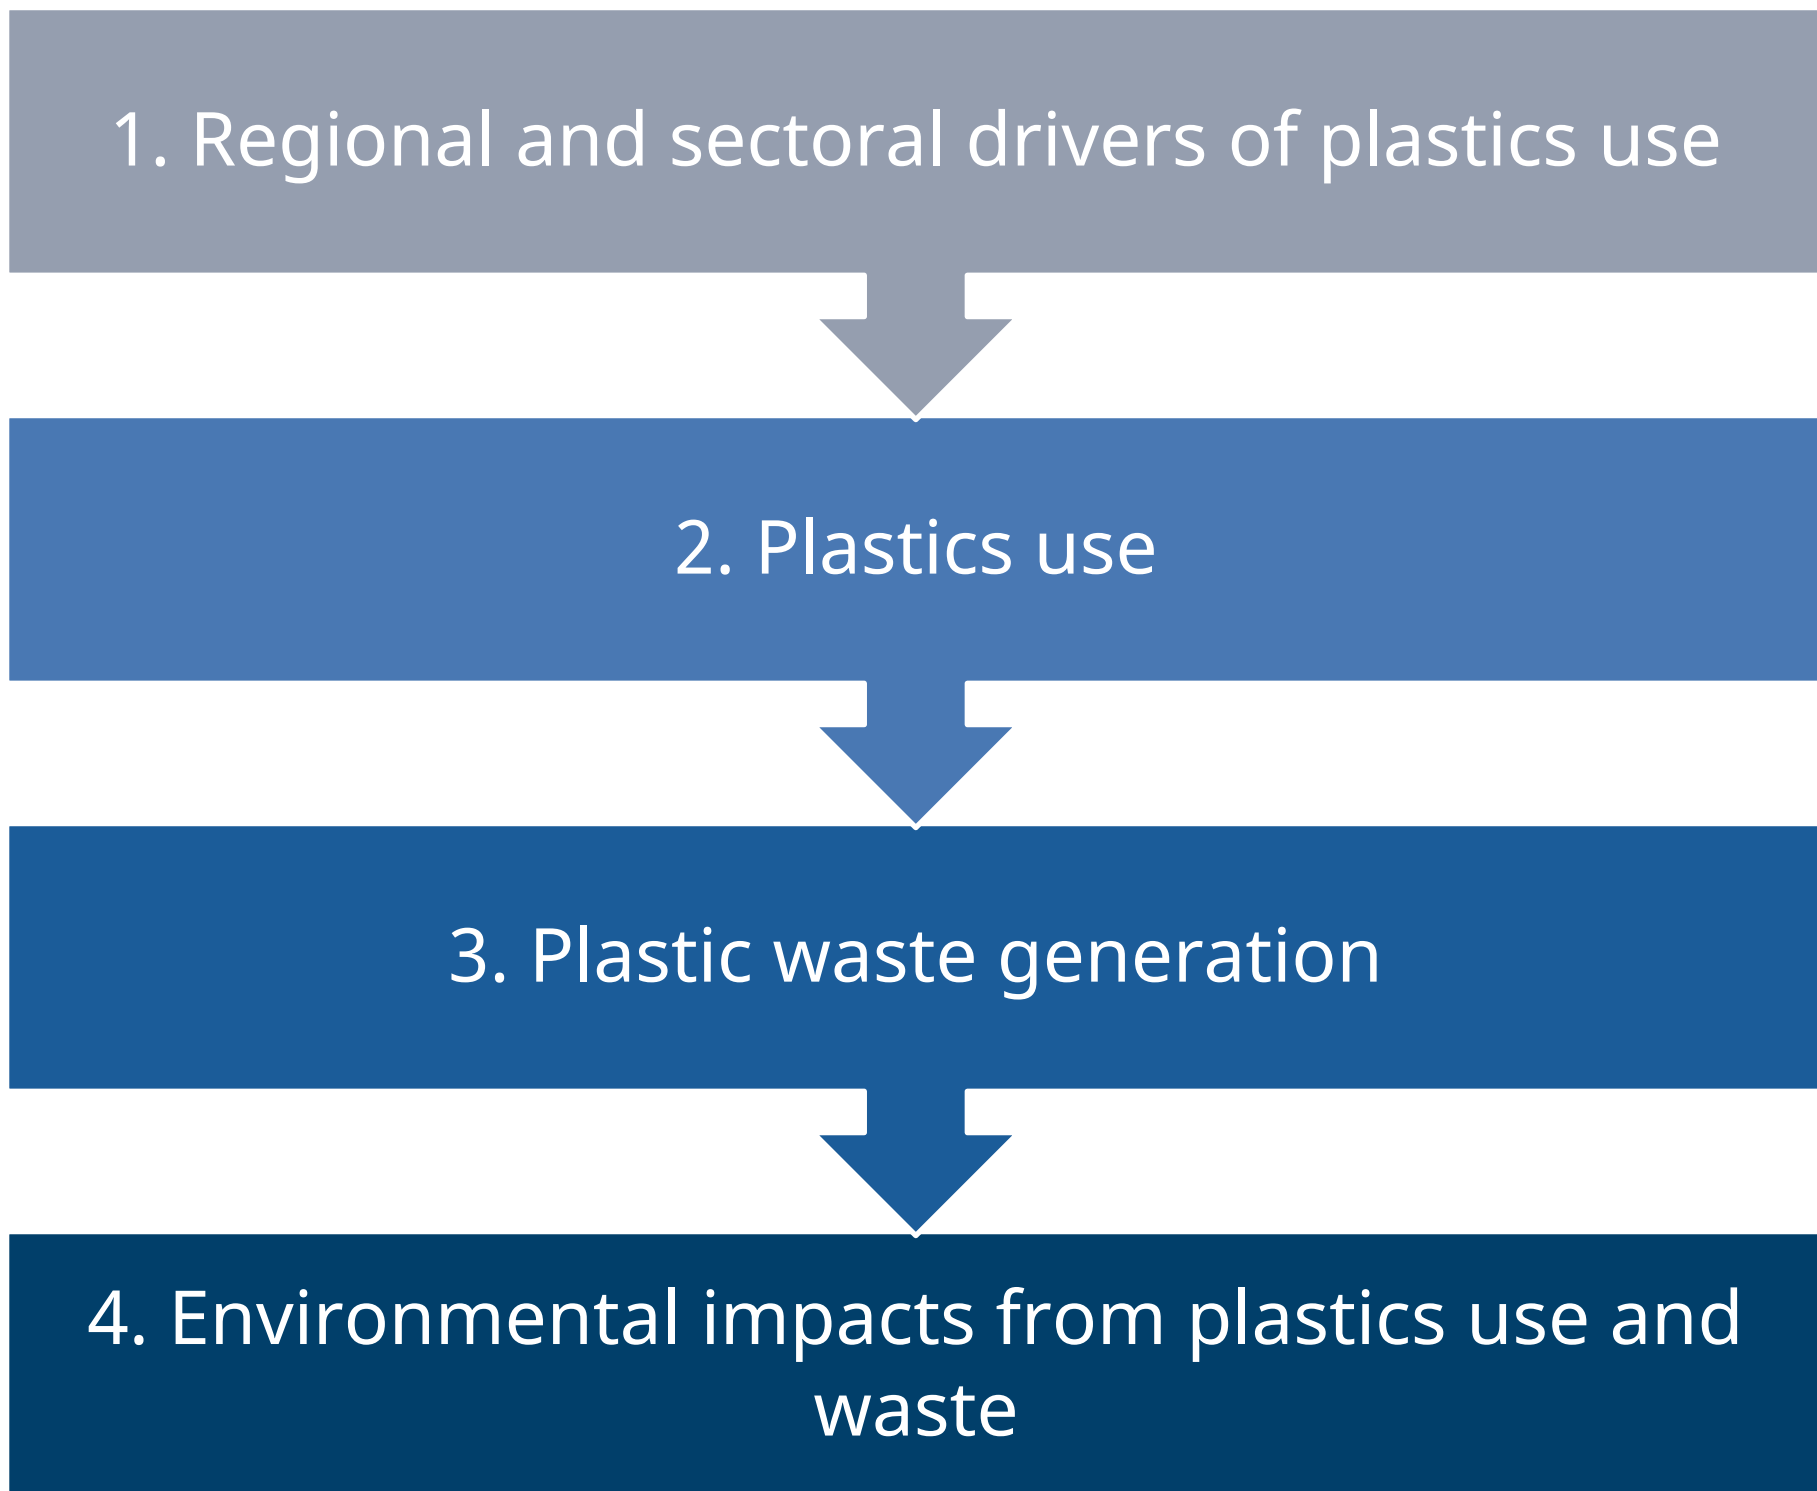 1. Regional and sectoral drivers of plastics use
2. Plastics use
3. Plastic waste generation
4. Environmental impacts from plastics use and
waste